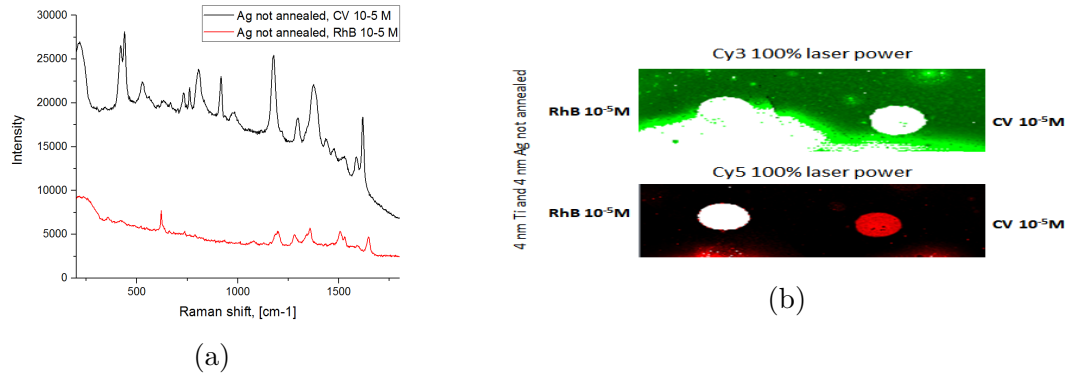 Ag not annealed, CV 10-5 M
Ag not annealed, RhB 10-5 M
30000
25000
20000
15000
10000
5000
0
Intensity
500
1000
1500
Raman shift, [cm-1]
(a)
4 nm Ti and 4 nm Ag not annealed
Cy3 100% laser power
RhB 10⁻⁵M
CV 10⁻⁵M
Cy5 100% laser power
RhB 10⁻⁵M
CV 10⁻⁵M
(b)